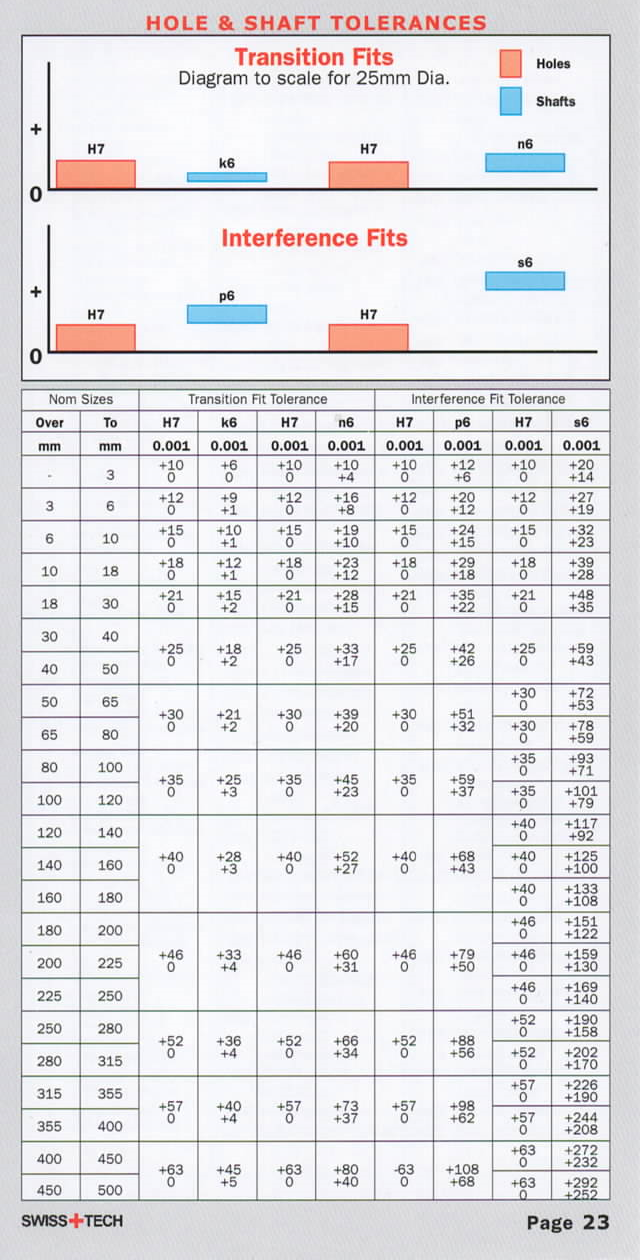 HOLE & SHAFT TOLERANCES
Transition Fits
Diagram to scale for 25mm Dia.
Holes
Shafts
+
H7
k6
H7
n6
0
Interference Fits
+
H7
p6
H7
s6
0
Nom Sizes Transition Fit Tolerance Interference Fit Tolerance
Over To H7 k6 H7 n6 H7 p6 H7 s6
mm mm 0.001 0.001 0.001 0.001 0.001 0.001 0.001 0.001
+10 +6 +10 +10 +10 +12 +10 +20
- 3
0 0 0 +4 0 +6 0 +14
+12 +9 +12 +16 +12 +20 +12 +27
3 6
0 +1 0 +8 0 +12 0 +19
+15 +10 +15 +19 +15 +24 +15 +32
6 10
0 +1 0 +10 0 +15 0 +23
+18 +12 +18 +23 +18 +29 +18 +39
10 18
0 +1 0 +12 0 +18 0 +28
+21 +15 +21 +28 +21 +35 +21 +48
18 30
0 +2 0 +15 0 +22 0 +35
30 40
+25 +18 +25 +33 +25 +42 +25 +59
0 +2 0 +17 0 +26 0 +43
40 50
+30 +72
50 65
0 +53
+30 +21 +30 +39 +30 +51
0 +2 0 +20 0 +32
+30 +78
65 80
0 +59
+35 +93
80 100
0 +71
+35 +25 +35 +45 +35 +59
0 +3 0 +23 0 +37
+35 +101
100 120
0 +79
+40 +117
120 140
0 +92
+40 +28 +40 +52 +40 +68 +40 +125
140 160
0 +3 0 +27 0 +43 0 +100
+40 +133
160 180
0 +108
+46 +151
180 200
0 +122
+46 +33 +46 +60 +46 +79 +46 +159
200 225
0 +4 0 +31 0 +50 0 +130
+46 +169
225 250
0 +140
+52 +190
250 280
0 +158
+52 +36 +52 +66 +52 +88
0 +4 0 +34 0 +56
+52 +202
280 315
0 +170
+57 +226
315 355
0 +190
+57 +40 +57 +73 +57 +98
0 +4 0 +37 0 +62
+57 +244
355 400
0 +208
+63 +272
400 450
0 +232
+63 +45 +63 +80 -63 +108
0 +5 0 +40 0 +68
+63 +292
450 500
0 +252
SWISS+TECH
Page 23